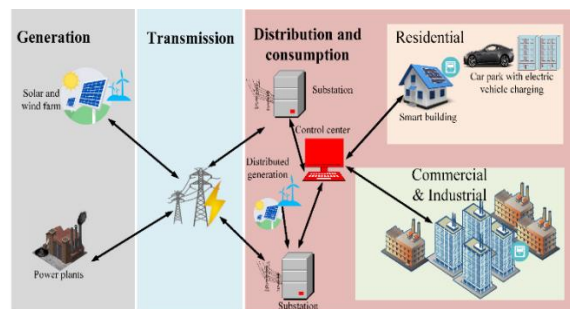 Generation
Solar and
wind farm
Power plants
Transmission
Distribution and
consumption
Substation
Control center
Distributed
generation
Substation
Residential
Car park with electric
vehicle charging
Smart building
Commercial
& Industrial